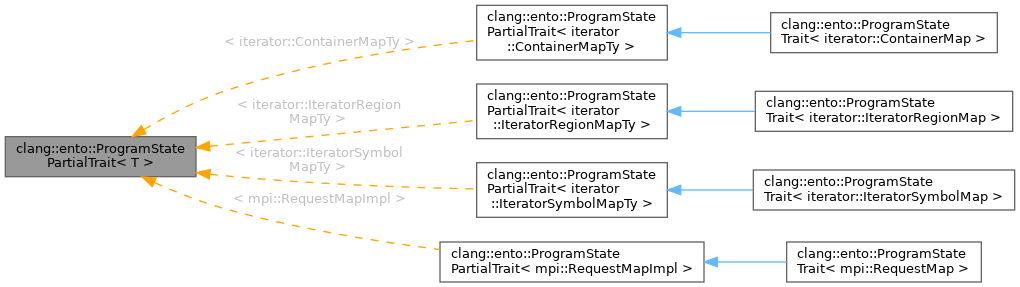 clang::ento::ProgramState
PartialTrait< T >
< iterator::ContainerMapTy >
< iterator::IteratorRegion
MapTy >
< iterator::IteratorSymbol
MapTy >
< mpi::RequestMapImpl >
clang::ento::ProgramState
PartialTrait< iterator
::ContainerMapTy >
clang::ento::ProgramState
Trait< iterator::ContainerMap >
clang::ento::ProgramState
PartialTrait< iterator
::IteratorRegionMapTy >
clang::ento::ProgramState
Trait< iterator::IteratorRegionMap >
clang::ento::ProgramState
PartialTrait< iterator
::IteratorSymbolMapTy >
clang::ento::ProgramState
Trait< iterator::IteratorSymbolMap >
clang::ento::ProgramState
PartialTrait< mpi::RequestMapImpl >
clang::ento::ProgramState
Trait< mpi::RequestMap >